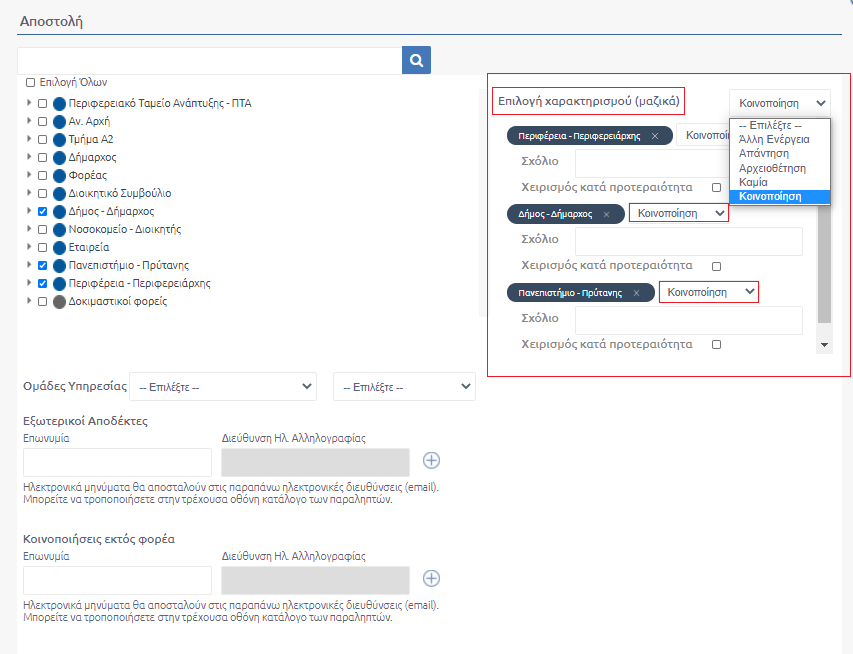 Αποστολή
Επιλογή Όλων
Περιφερειακό Ταμείο Ανάπτυξης - ΠΤΑ
Αν. Αρχή
Τμήμα Α2
Δήμαρχος
Φορέας
Διοικητικό Συμβούλιο
Δήμος - Δήμαρχος
Νοσοκομείο - Διοικητής
Εταιρεία
Πανεπιστήμιο - Πρύτανης
Περιφέρεια - Περιφερειάρχης
Δοκιμαστικοί φορείς
Επιλογή χαρακτηρισμού (μαζικά)
Κοινοποίηση
-- Επιλέξτε --
Άλλη Ενέργεια
Απάντηση
Αρχειοθέτηση
Καμία
Κοινοποίηση
Περιφέρεια - Περιφερειάρχης × Κοινοποί
Σχόλιο
Χειρισμός κατά προτεραιότητα
Δήμος - Δήμαρχος × Κοινοποίηση
Σχόλιο
Χειρισμός κατά προτεραιότητα
Πανεπιστήμιο - Πρύτανης × Κοινοποίηση
Σχόλιο
Χειρισμός κατά προτεραιότητα
Ομάδες Υπηρεσίας -- Επιλέξτε -- -- Επιλέξτε --
Εξωτερικοί Αποδέκτες
Επωνυμία Διεύθυνση Ηλ. Αλληλογραφίας
Ηλεκτρονικά μηνύματα θα αποσταλούν στις παραπάνω ηλεκτρονικές διευθύνσεις (email).
Μπορείτε να τροποποιήσετε στην τρέχουσα οθόνη κατάλογο των παραληπτών.
Κοινοποιήσεις εκτός φορέα
Επωνυμία Διεύθυνση Ηλ. Αλληλογραφίας
Ηλεκτρονικά μηνύματα θα αποσταλούν στις παραπάνω ηλεκτρονικές διευθύνσεις (email).
Μπορείτε να τροποποιήσετε στην τρέχουσα οθόνη κατάλογο των παραληπτών.